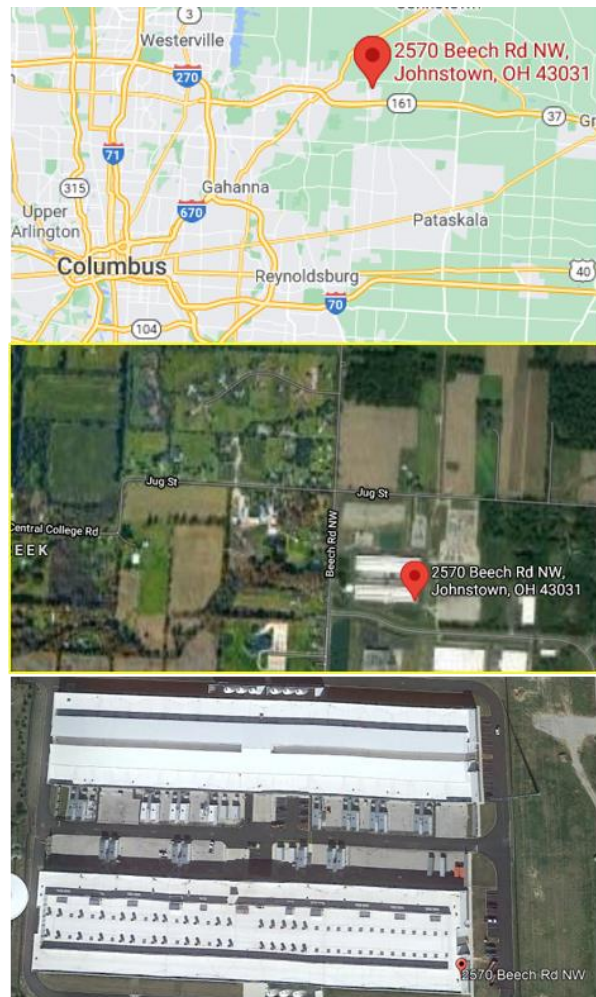 3
Westerville
270
2570 Beech Rd NW,
Johnstown, OH 43031
161
37
71
315
Gahanna
670
Upper
Arlington
Pataskala
Columbus
Reynoldsburg
40
70
104
Jug St
Jug St
Central College Rd
EEK
Beech Rd NW
2570 Beech Rd NW,
Johnstown, OH 43031
2570 Beech Rd NW